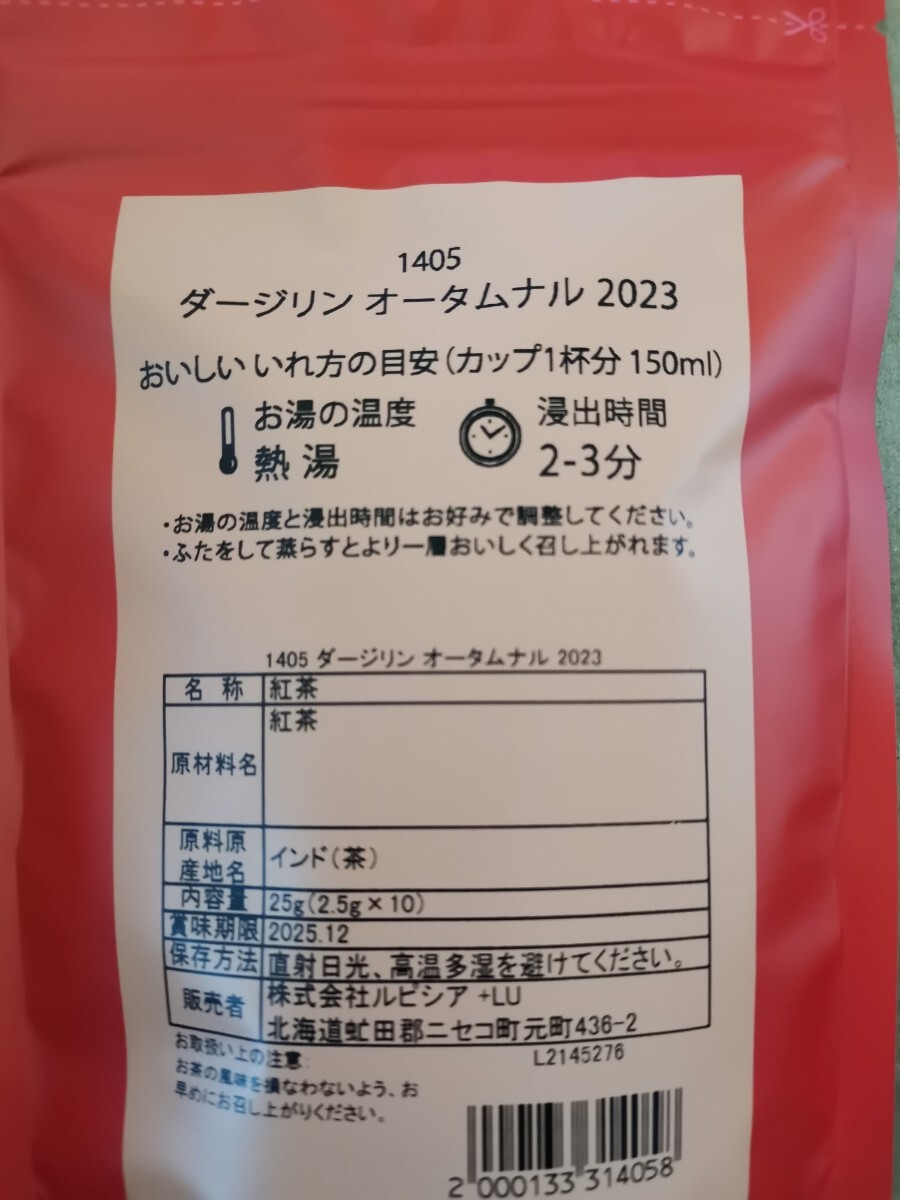 1405
ダージリン オータムナル 2023
おいしい いれ方の目安(カップ1杯分 150ml)
お湯の温度
熱湯
浸出時間
2-3分
・お湯の温度と浸出時間はお好みで調整してください。
・ふたをして蒸らすとより一層おいしく召し上がれます。
1405 ダージリン オータムナル 2023
名 称 紅茶
原材料名 紅茶
原料原
産地名 インド(茶)
内容量 25g(2.5g×10)
賞味期限 2025.12
保存方法 直射日光、高温多湿を避けてください。
販売者 株式会社ルピシア +LU
北海道虻田郡ニセコ町元町436-2
お取扱い上の注意:
お茶の風味を損なわないよう、お
早めにお召し上がりください。
L2145276
2 000133 314058